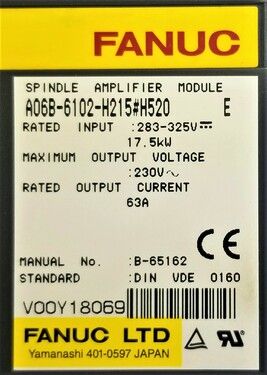 FANUC
SPINDLE AMPLIFIER MODULE
A06B-6102-H215#H520 E
RATED INPUT :283-325V⎓
17.5kW
MAXIMUM OUTPUT VOLTAGE
:230V~
RATED OUTPUT CURRENT
63A
CE
MANUAL No. :B-65162
STANDARD :DIN VDE 0160
V00Y18069
FANUC LTD
Yamanashi 401-0597 JAPAN